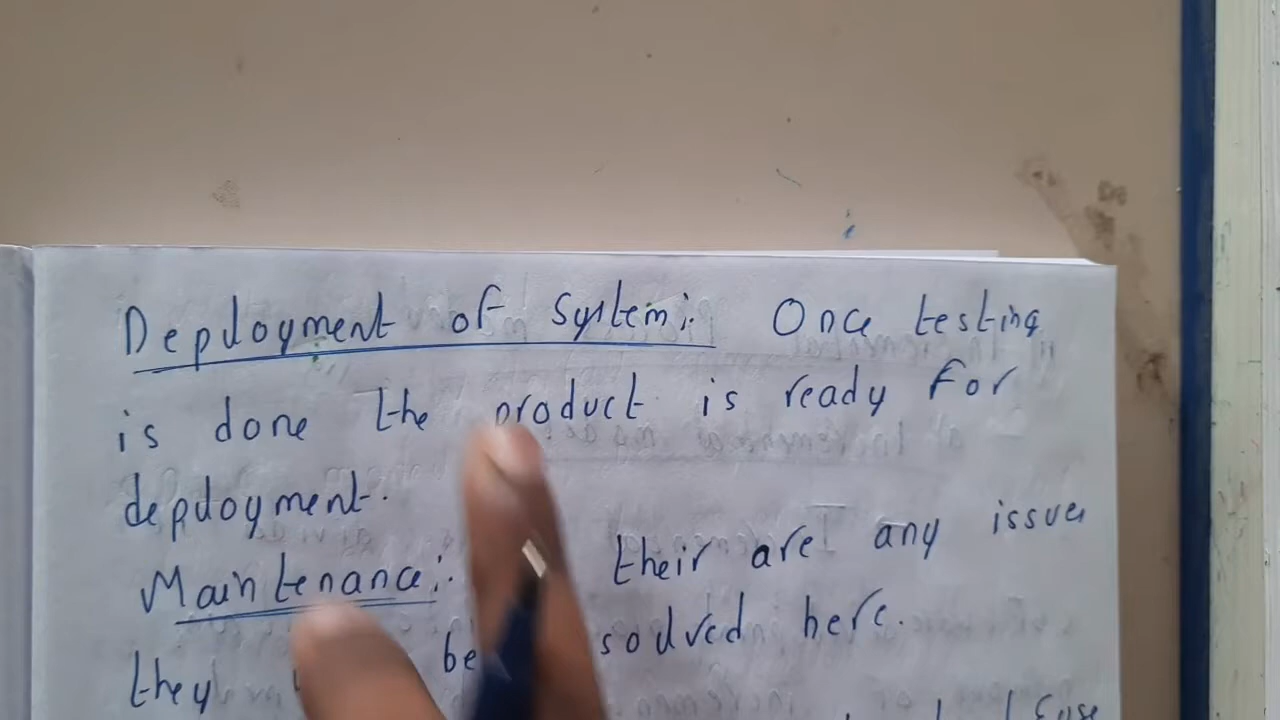 Deployment of System:- Once testing
is done the product is ready for
deployment.
Maintenance:- their are any issues
they be solved here.